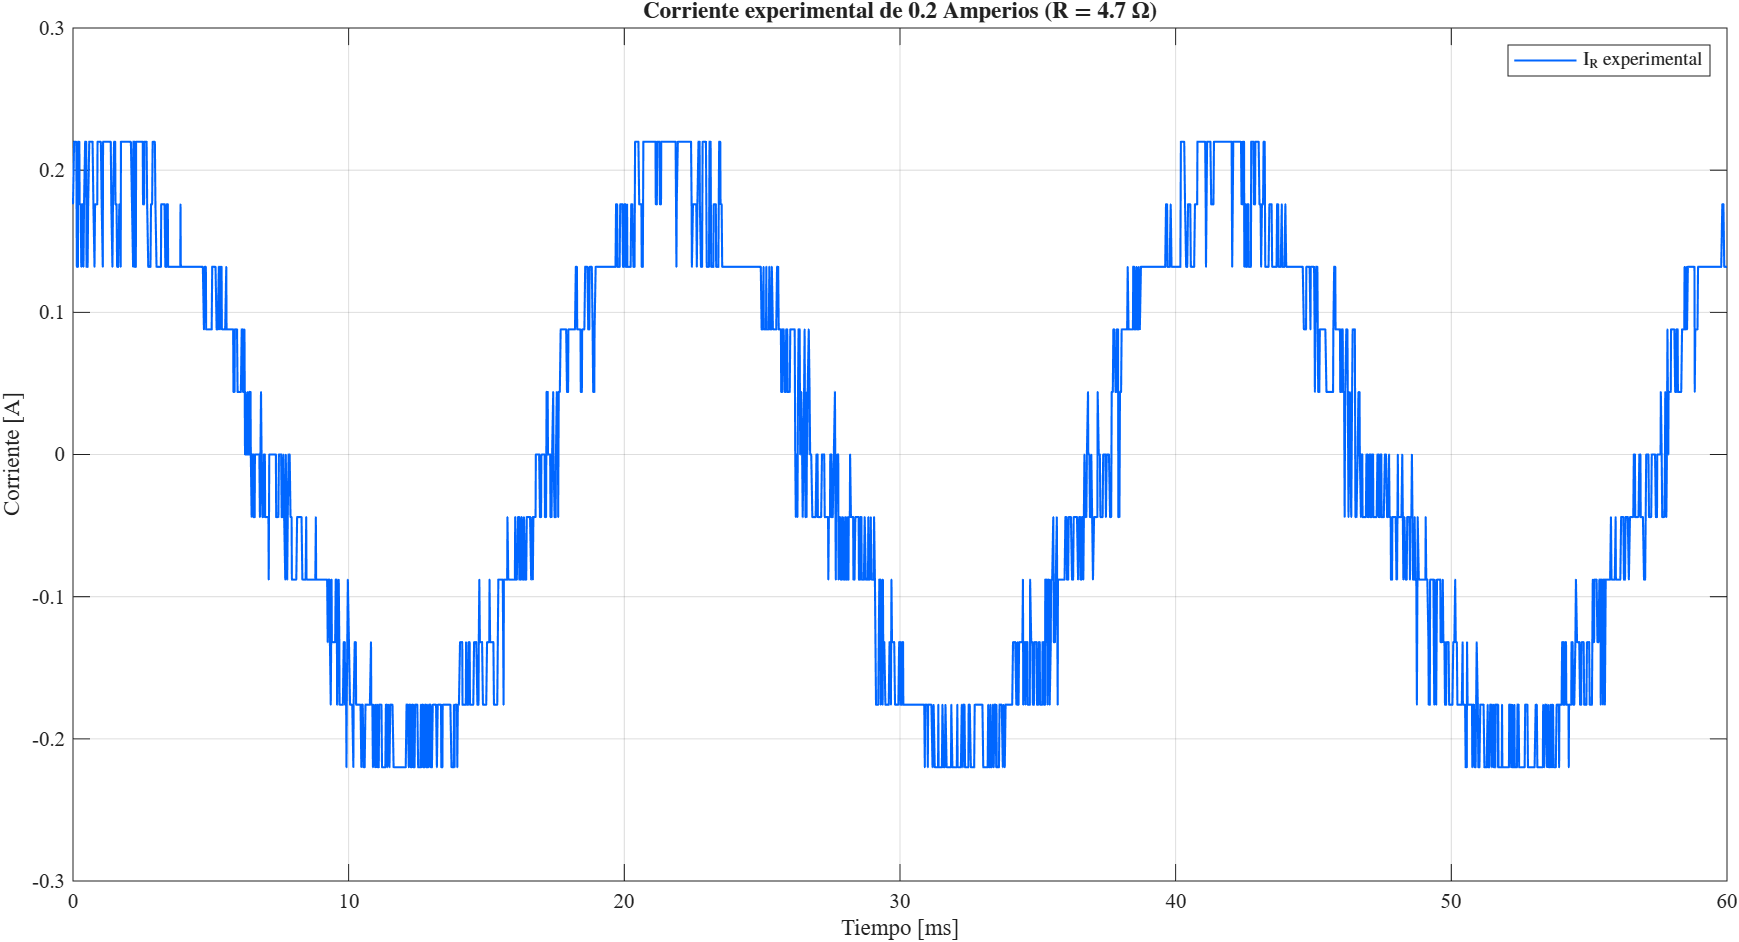 Corriente experimental de 0.2 Amperios (R = 4.7 Ω)
I_R experimental
0.3
0.2
0.1
0
-0.1
-0.2
-0.3
Corriente [A]
0 10 20 30 40 50 60
Tiempo [ms]